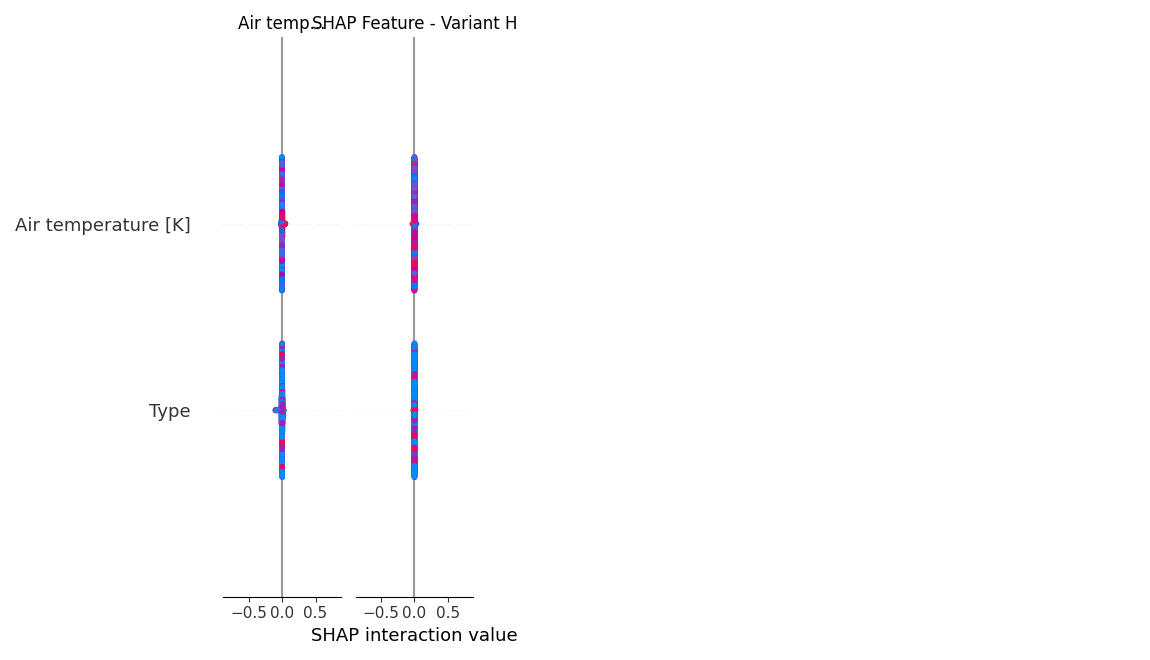 Air temp... SHAP Feature - Variant H
Air temperature [K]
Type
−0.5 0.0 0.5 −0.5 0.0 0.5
SHAP interaction value